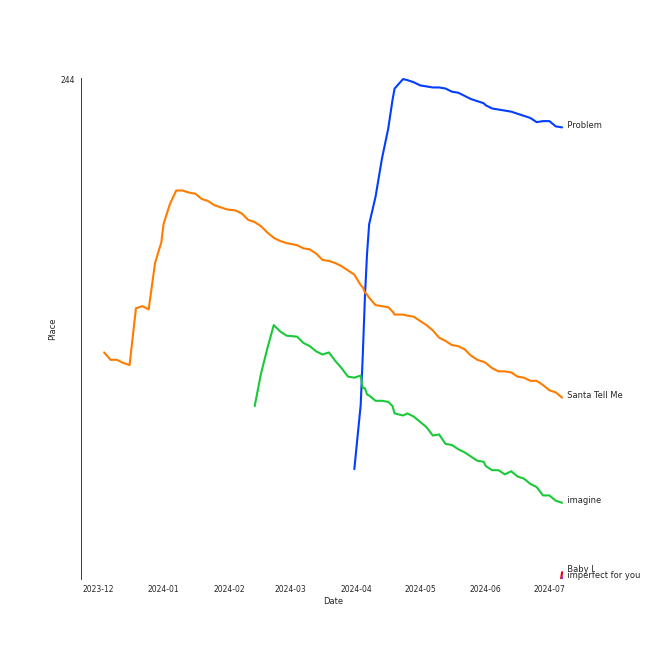 244
Problem
Place
Santa Tell Me
imagine
Baby I
imperfect for you
2023-12 2024-01 2024-02 2024-03 2024-04 2024-05 2024-06 2024-07
Date